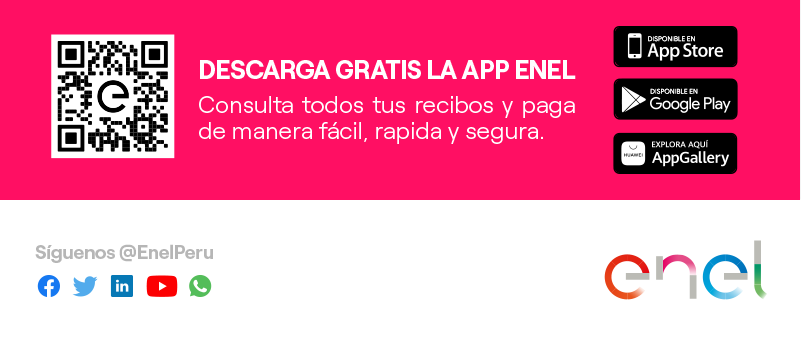 e
DESCARGA GRATIS LA APP ENEL
Consulta todos tus recibos y paga
de manera fácil, rapida y segura.
DISPONIBLE EN
App Store
DISPONIBLE EN
Google Play
EXPLORA AQUÍ
HUAWEI
AppGallery
Síguenos @EnelPeru
f
in
enel